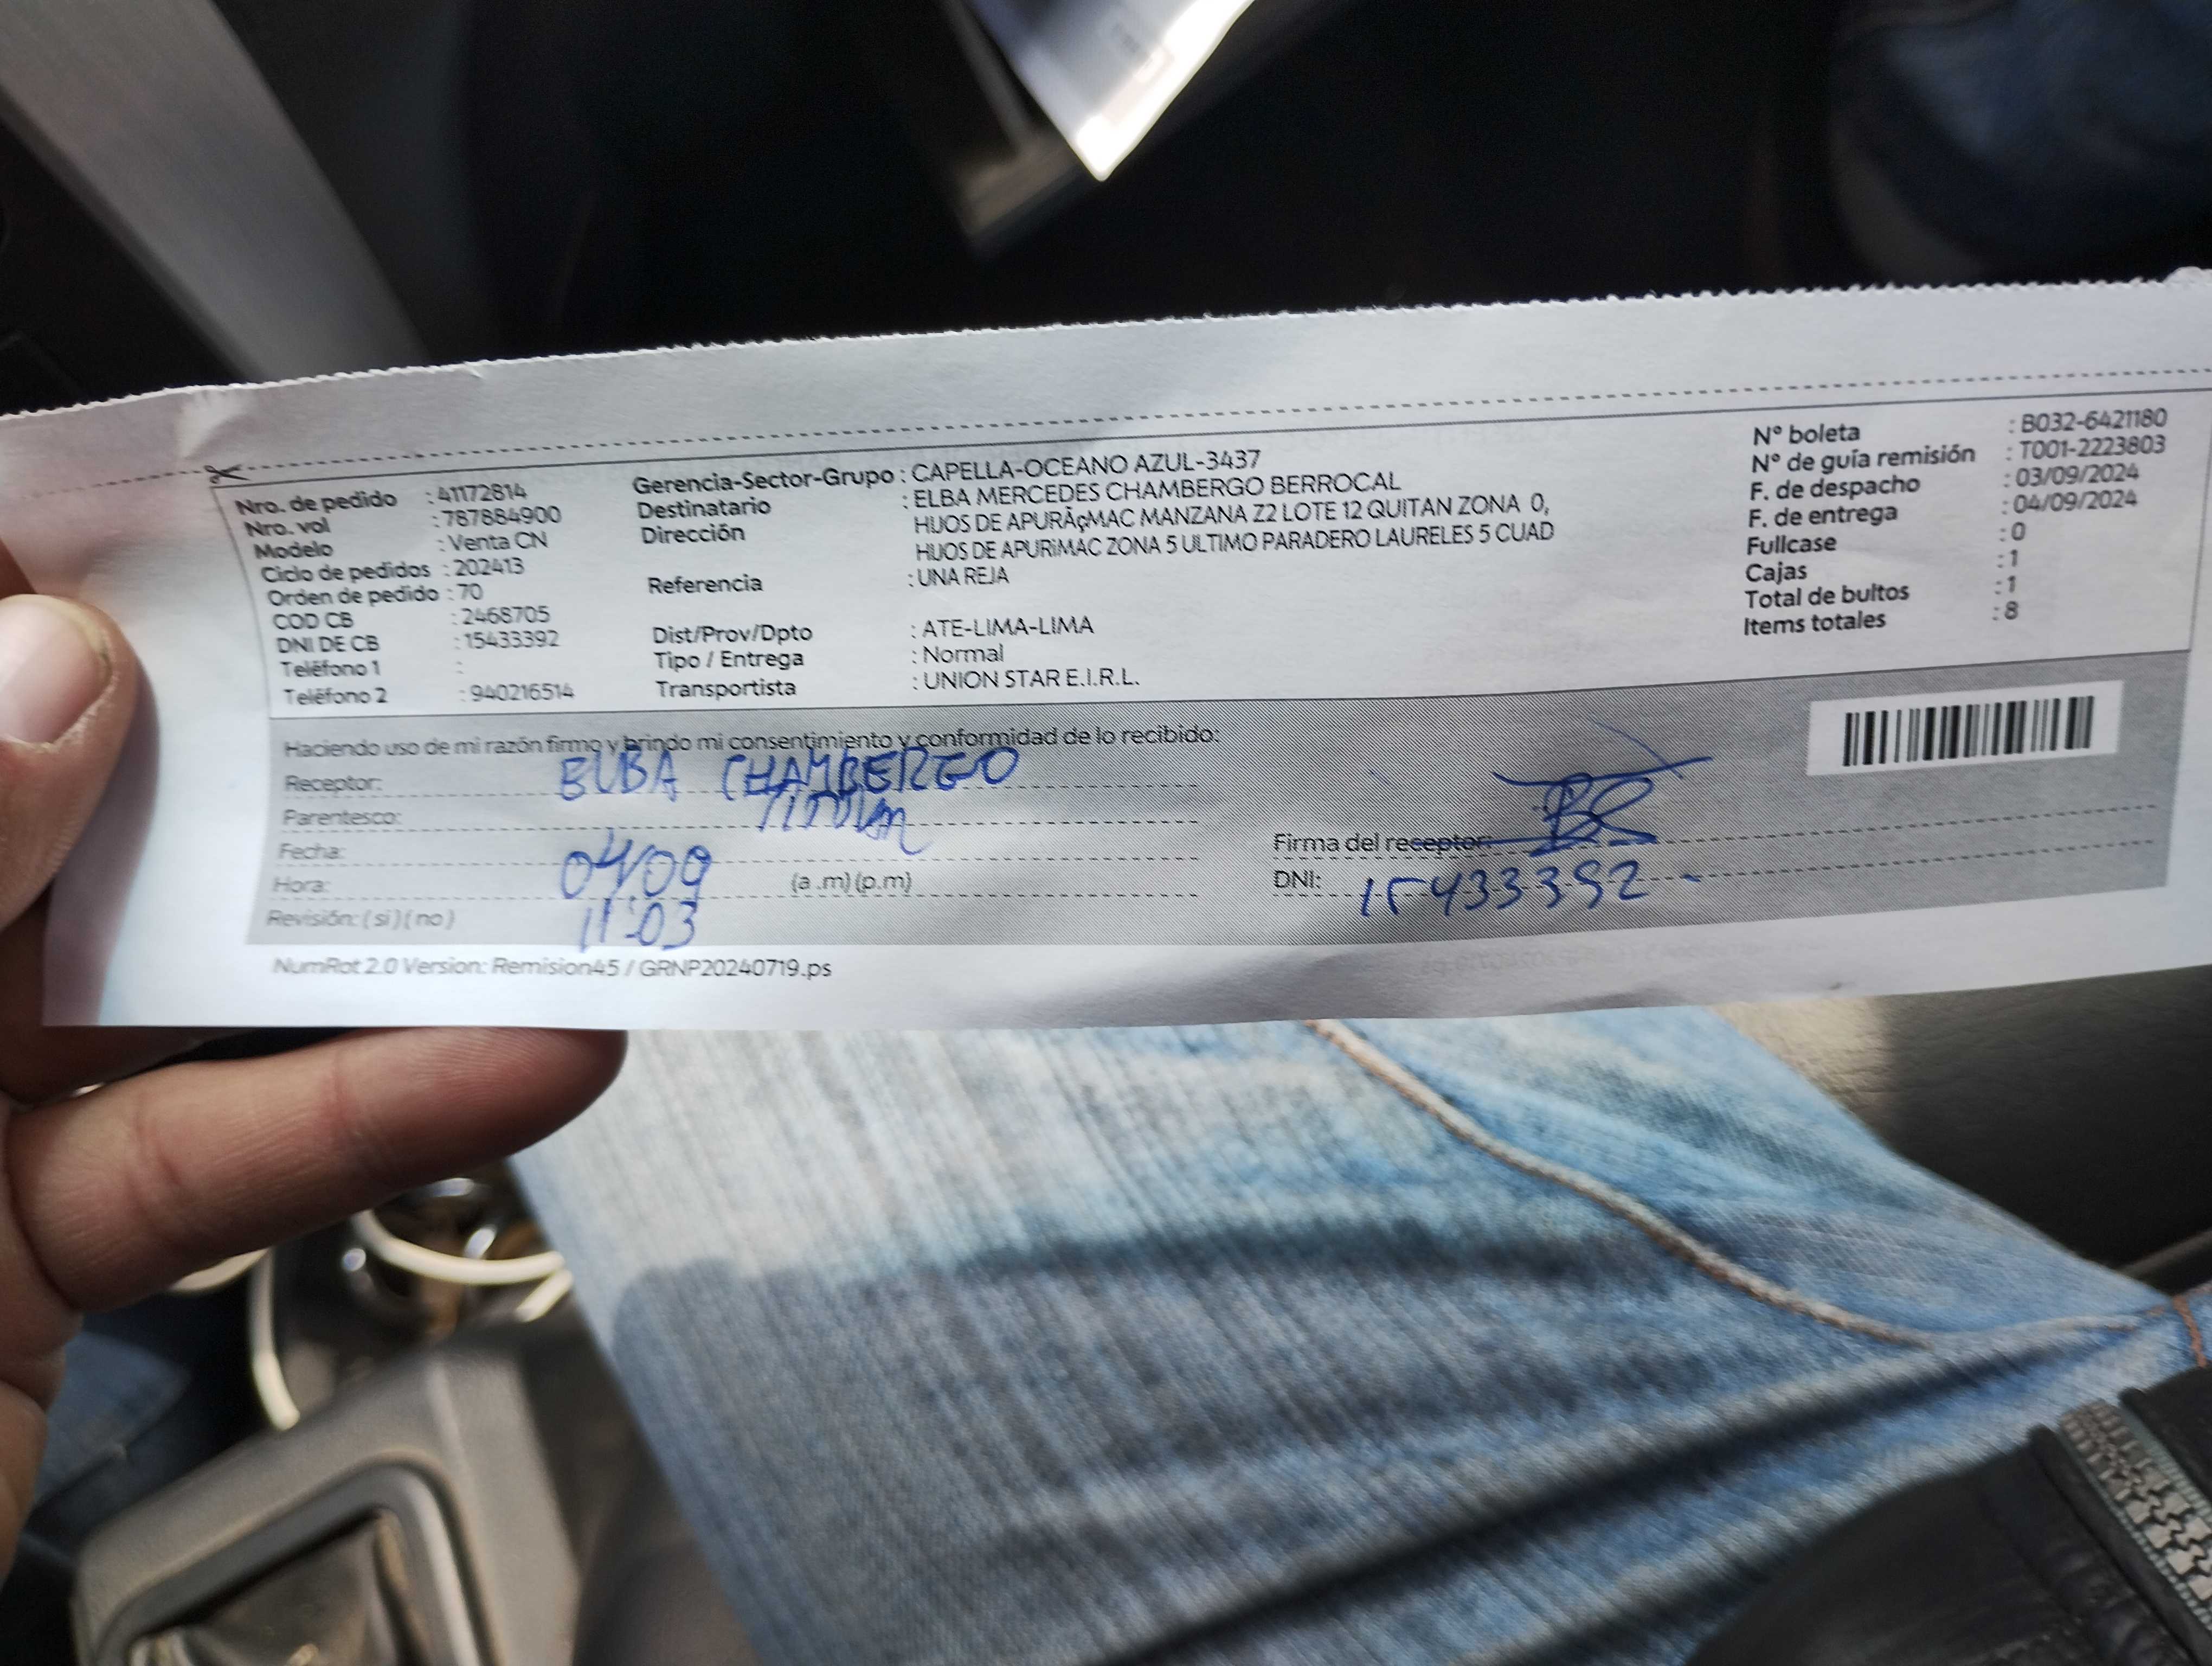 Nro. de pedido : 41172814
Nro. vol : 787884900
Modelo : Venta CN
Ciclo de pedidos : 202413
Orden de pedido : 70
COD CB : 2468705
DNI DE CB : 15433392
Teléfono 1 :
Teléfono 2 : 940216514
Gerencia-Sector-Grupo : CAPELLA-OCEANO AZUL-3437
Destinatario : ELBA MERCEDES CHAMBERGO BERROCAL
Dirección HIJOS DE APURÃçMAC MANZANA Z2 LOTE 12 QUITAN ZONA 0,
HIJOS DE APURiMAC ZONA 5 ULTIMO PARADERO LAURELES 5 CUAD
Referencia : UNA REJA
Dist/Prov/Dpto : ATE-LIMA-LIMA
Tipo / Entrega : Normal
Transportista : UNION STAR E.I.R.L.
N° boleta : B032-6421180
N° de guía remisión : T001-2223803
F. de despacho : 03/09/2024
F. de entrega : 04/09/2024
Fullcase : 0
Cajas : 1
Total de bultos : 1
Items totales : 8
Haciendo uso de mi razón firmo y brindo mi consentimiento y conformidad de lo recibido:
Receptor: ELBA CHAMBERGO
Parentesco:
Fecha: 04/09
Hora: 11:03 (a .m) (p.m)
Revisión: ( si ) ( no )
Firma del receptor:
DNI: 15433392
NumRot 2.0 Version: Remision45 / GRNP20240719.ps